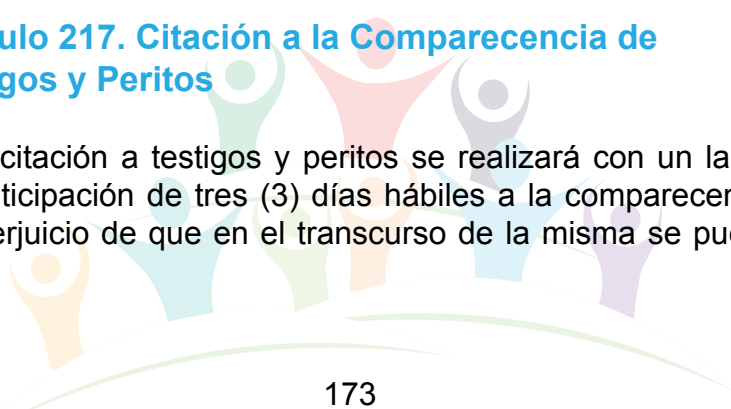 ulo 217. Citación a la Comparecencia de
gos y Peritos
citación a testigos y peritos se realizará con un la
ticipación de tres (3) días hábiles a la comparecen
erjuicio de que en el transcurso de la misma se pue
173